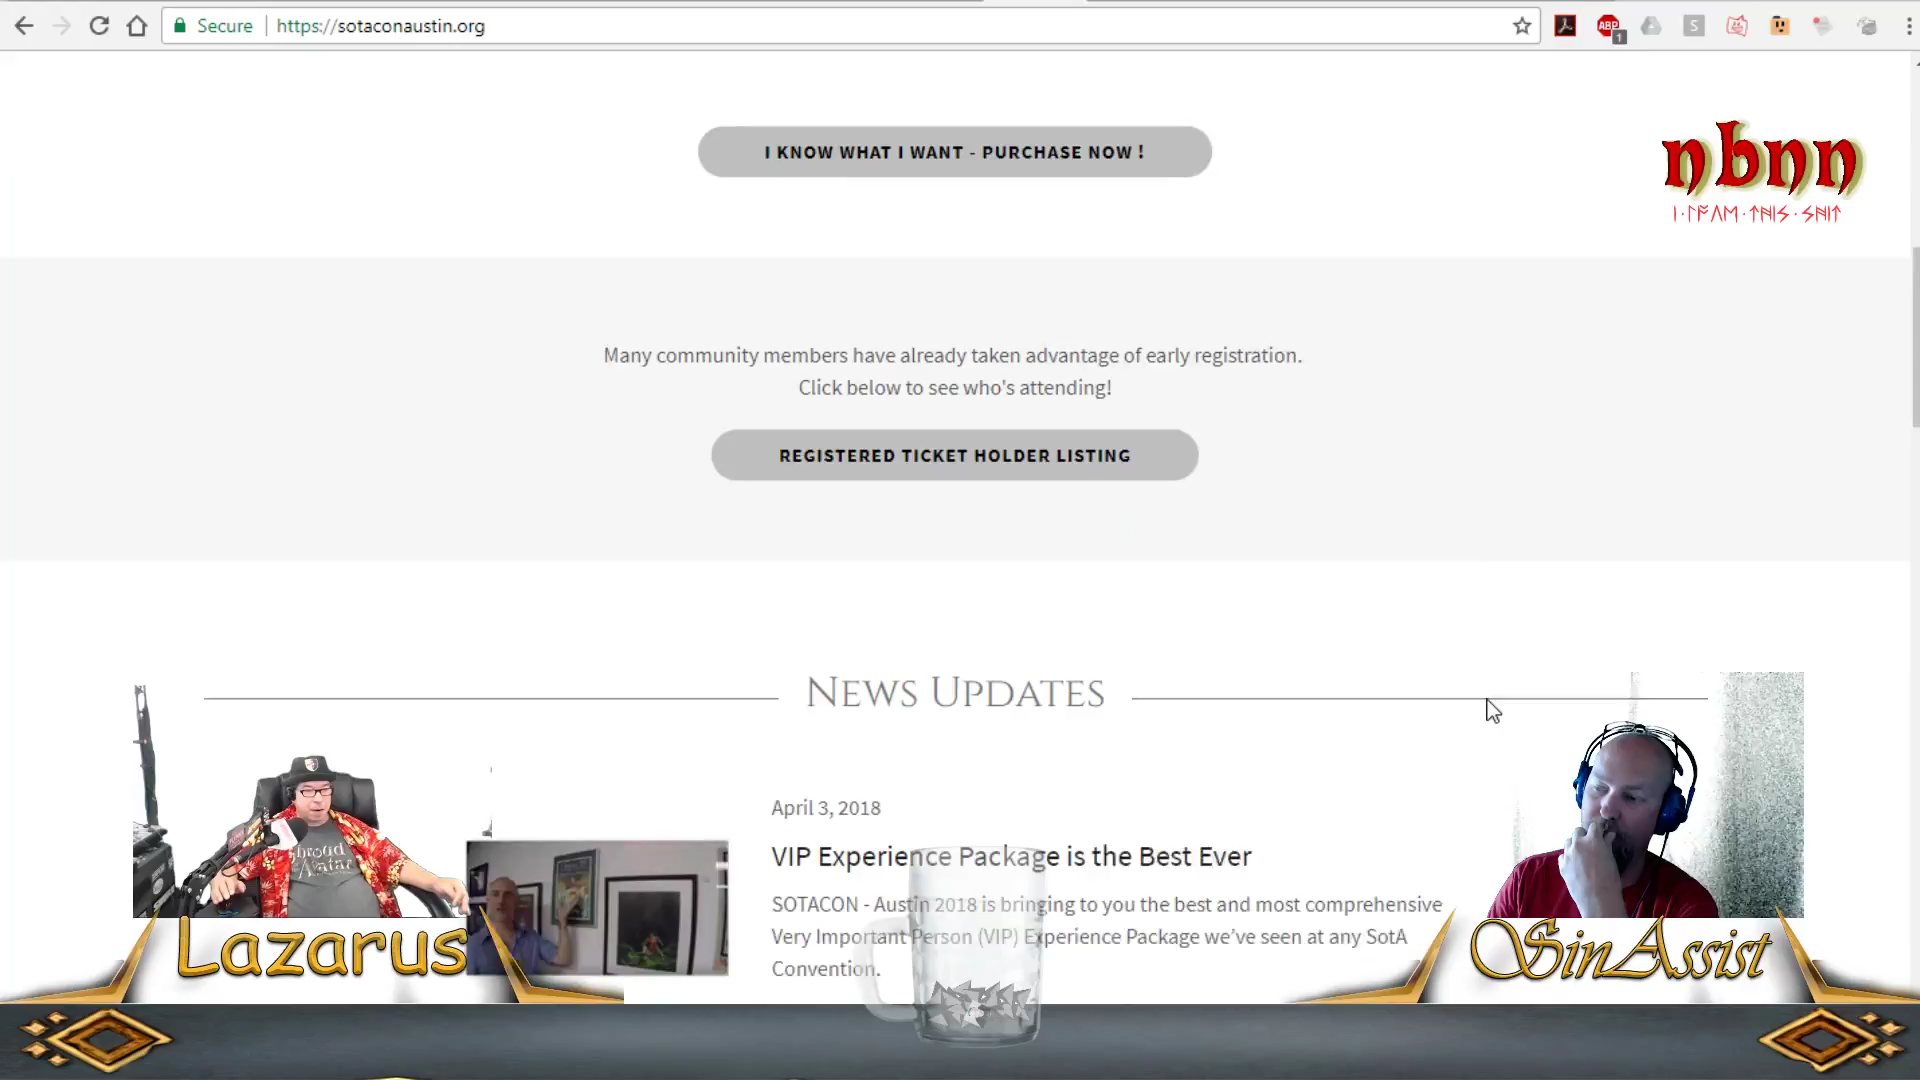 Secure
https://sotaconaustin.org
ABP
1
S
I KNOW WHAT I WANT - PURCHASE NOW !
nbnn
Many community members have already taken advantage of early registration.
Click below to see who's attending!
REGISTERED TICKET HOLDER LISTING
NEWS UPDATES
April 3, 2018
VIP Experience Package is the Best Ever
SOTACON - Austin 2018 is bringing to you the best and most comprehensive
Very Important Person (VIP) Experience Package we've seen at any SotA
Convention.
Avatar
Lazarus
SinAssist